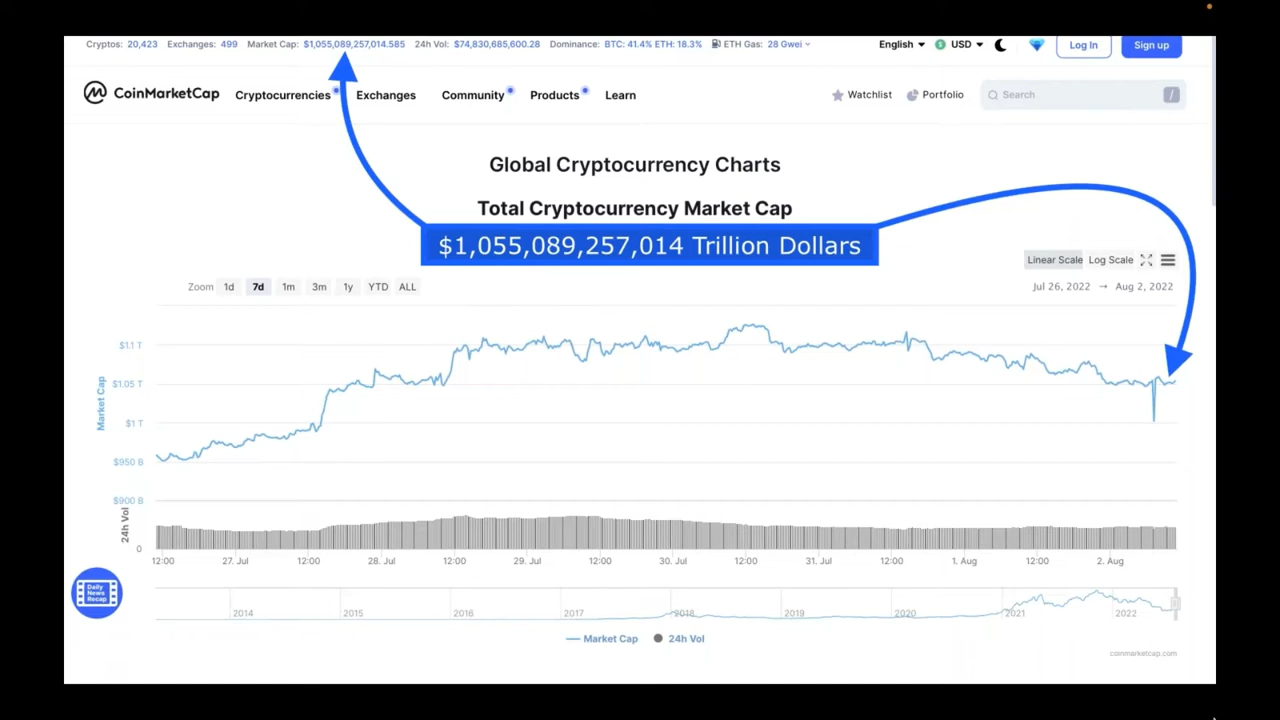 Cryptos: 20,423 Exchanges: 499 Market Cap: $1,055,089,257,014.585 24h Vol: $74,830,685,600.28 Dominance: BTC: 41.4% ETH: 18.3% ETH Gas: 28 Gwei English $ USD Log In Sign up
CoinMarketCap Cryptocurrencies Exchanges Community Products Learn Watchlist Portfolio Search /
Global Cryptocurrency Charts
Total Cryptocurrency Market Cap
$1,055,089,257,014 Trillion Dollars
Linear Scale Log Scale
Zoom 1d 7d 1m 3m 1y YTD ALL Jul 26, 2022 → Aug 2, 2022
$1.1 T
$1.05 T
$1 T
$950 B
$900 B
Market Cap
24h Vol
0
12:00 27. Jul 12:00 28. Jul 12:00 29. Jul 12:00 30. Jul 12:00 31. Jul 12:00 1. Aug 12:00 2. Aug
Daily
News
Recap
2014 2015 2016 2017 2018 2019 2020 2021 2022
Market Cap 24h Vol
coinmarketcap.com